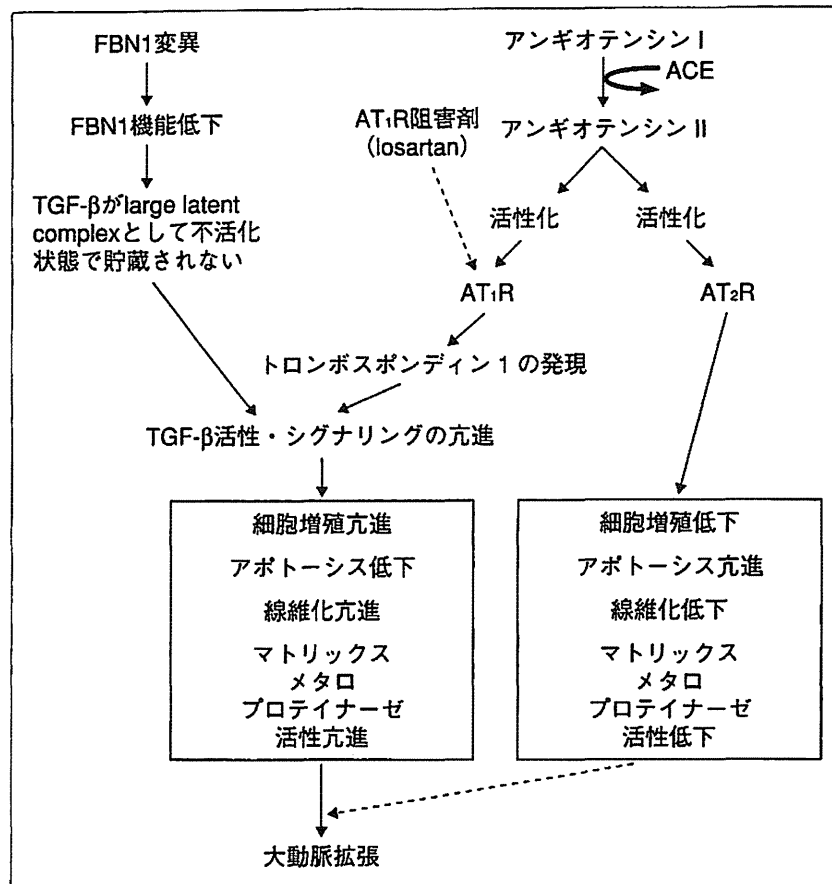 FBN1変異
FBN1機能低下
TGF-βがlarge latent
complexとして不活化
状態で貯蔵されない
アンギオテンシンⅠ
ACE
AT₁R阻害剤
(losartan)
アンギオテンシンⅡ
活性化
活性化
AT₁R
AT₂R
トロンボスポンディン1の発現
TGF-β活性・シグナリングの亢進
細胞増殖亢進
アポトーシス低下
線維化亢進
マトリックス
メタロ
プロテイナーゼ
活性亢進
細胞増殖低下
アポトーシス亢進
線維化低下
マトリックス
メタロ
プロテイナーゼ
活性低下
大動脈拡張